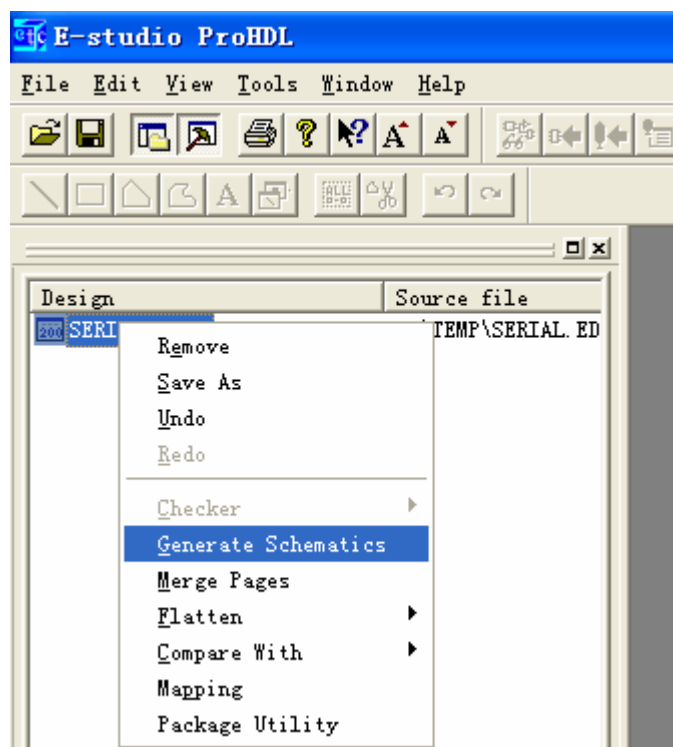 E-studio ProHDL
File Edit View Tools Window Help
Design Source file
SERI TEMP\SERIAL.ED
Remove
Save As
Undo
Redo
Checker
Generate Schematics
Merge Pages
Flatten
Compare With
Mapping
Package Utility